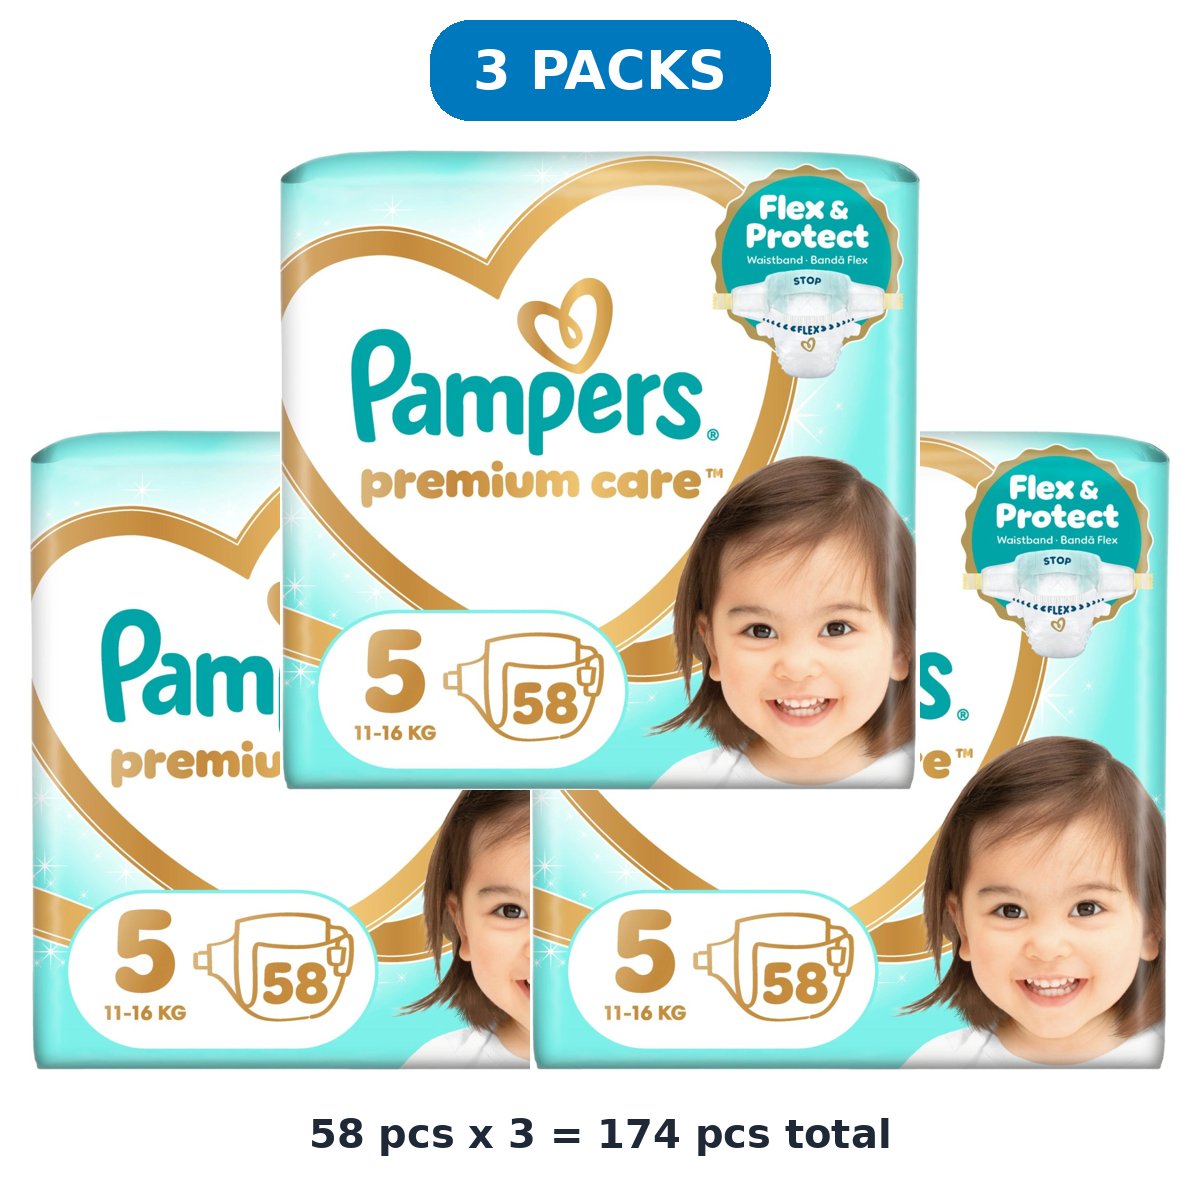 3 PACKS
Flex &
Protect
Waistband · Bandă Flex
STOP
FLEX
Pampers®
premium care™
5
58
11-16 KG
Flex &
Protect
Waistband · Bandă Flex
STOP
FLEX
Pam
s®
premiu
e™
5
58
11-16 KG
5
58
11-16 KG
58 pcs x 3 = 174 pcs total